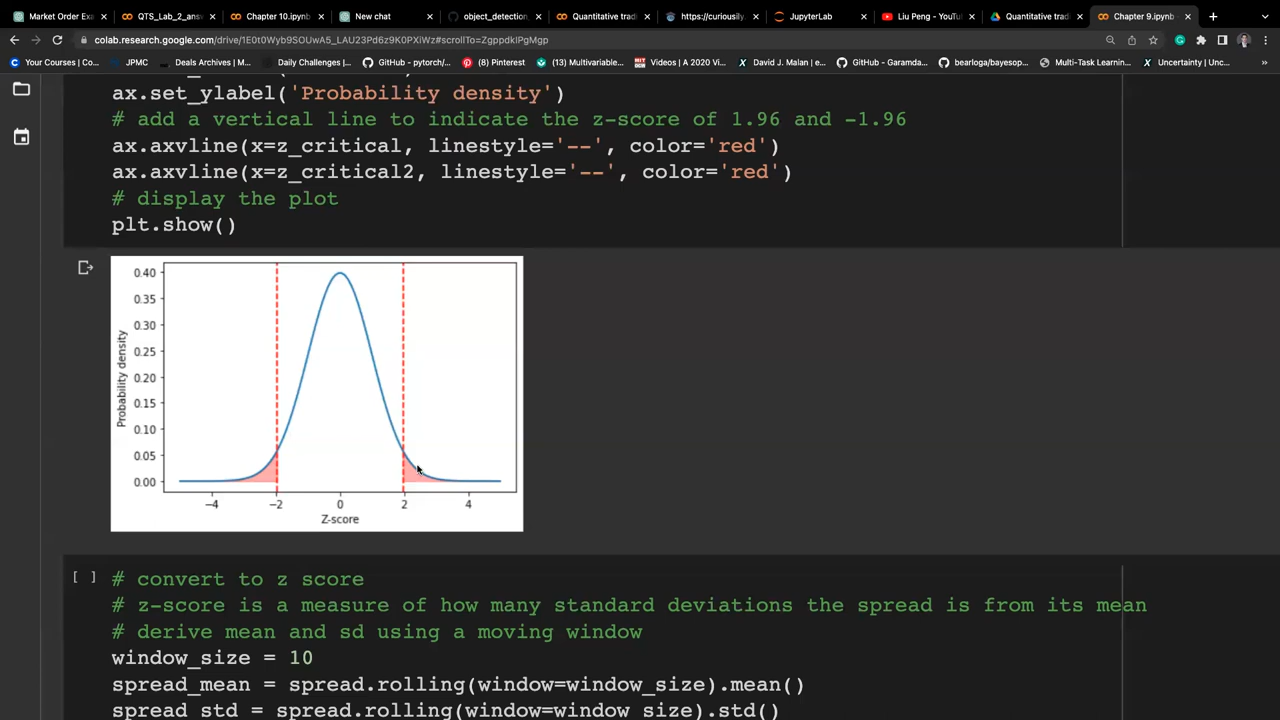 Market Order Exa
QTS_Lab_2_answ
Chapter 10.ipynb -
New chat
object_detection_
Quantitative tradi
https://curiousily.
JupyterLab
Liu Peng - YouTu
Quantitative tradi
Chapter 9.ipynb -
colab.research.google.com/drive/1E0t0Wyb9SOUwA5_LAU23Pd6z9K0PXiWz#scrollTo=ZgppdkIPgMgp
Your Courses | Co...
JPMC
Deals Archives | M...
Daily Challenges |...
GitHub - pytorch/...
(8) Pinterest
(13) Multivariable...
Videos | A 2020 Vi...
David J. Malan | e...
GitHub - Garamda...
bearloga/bayesop...
Multi-Task Learnin...
Uncertainty | Unc...
»
ax.set_ylabel('Probability density')
# add a vertical line to indicate the z-score of 1.96 and -1.96
ax.axvline(x=z_critical, linestyle='--', color='red')
ax.axvline(x=z_critical2, linestyle='--', color='red')
# display the plot
plt.show()
0.40
0.35
0.30
0.25
0.20
0.15
0.10
0.05
0.00
Probability density
−4 −2 0 2 4
Z-score
[ ]
# convert to z score
# z-score is a measure of how many standard deviations the spread is from its mean
# derive mean and sd using a moving window
window_size = 10
spread_mean = spread.rolling(window=window_size).mean()
spread_std = spread.rolling(window=window_size).std()